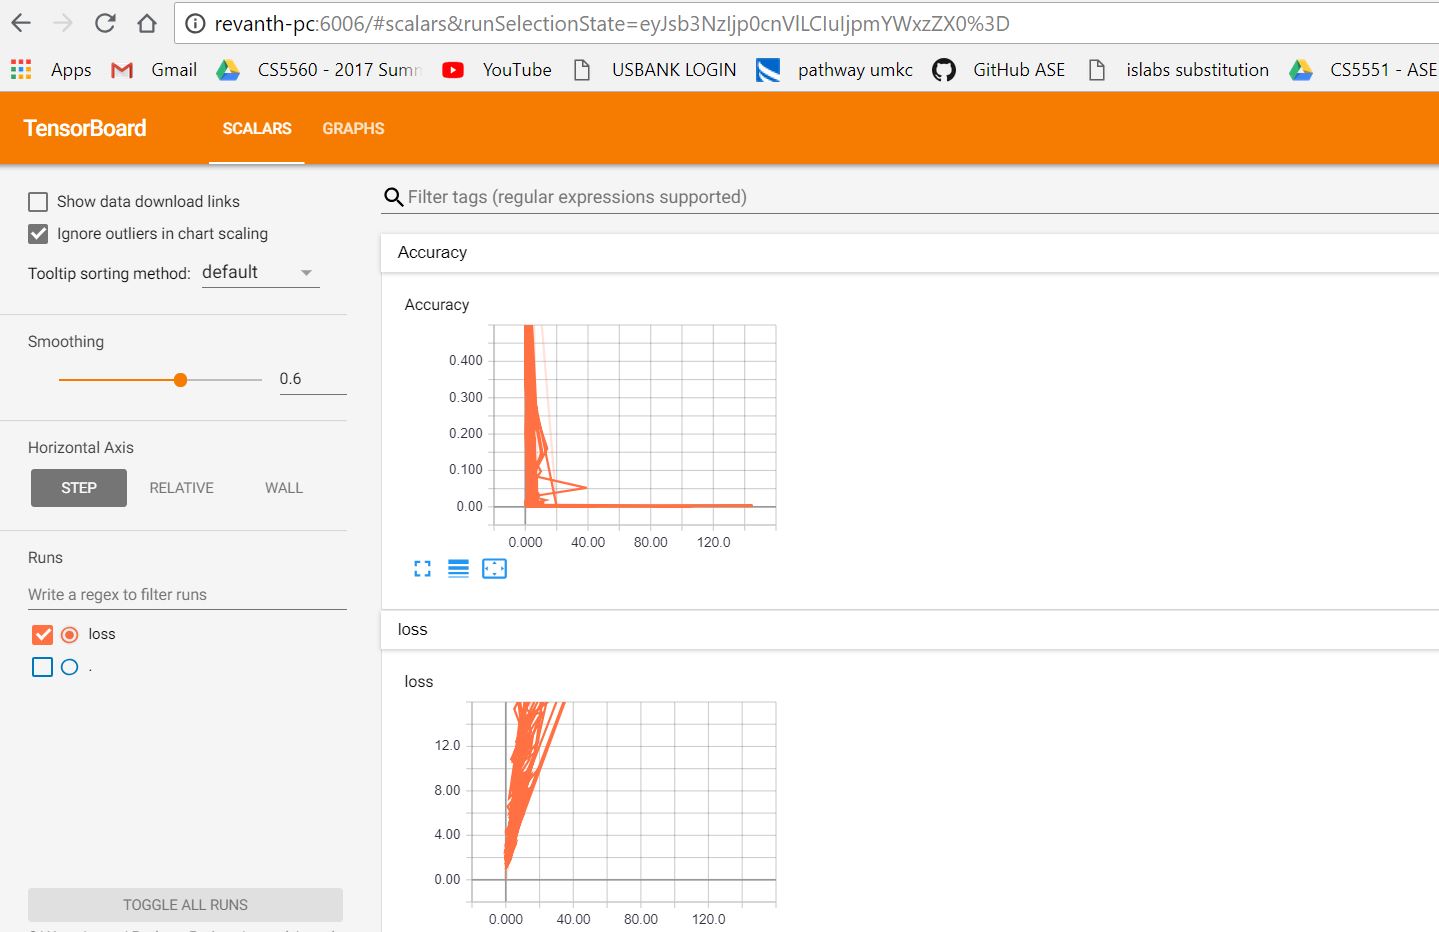 revanth-pc:6006/#scalars&runSelectionState=eyJsb3NzIjp0cnVlLCIuIjpmYWxzZX0%3D
Apps Gmail CS5560 - 2017 Sum YouTube USBANK LOGIN pathway umkc GitHub ASE islabs substitution CS5551 - ASE
TensorBoard SCALARS GRAPHS
Show data download links
Ignore outliers in chart scaling
Tooltip sorting method: default
Smoothing
0.6
Horizontal Axis
STEP RELATIVE WALL
Runs
Write a regex to filter runs
loss
.
TOGGLE ALL RUNS
Filter tags (regular expressions supported)
Accuracy
Accuracy
0.400
0.300
0.200
0.100
0.00
0.000 40.00 80.00 120.0
loss
loss
12.0
8.00
4.00
0.00
0.000 40.00 80.00 120.0